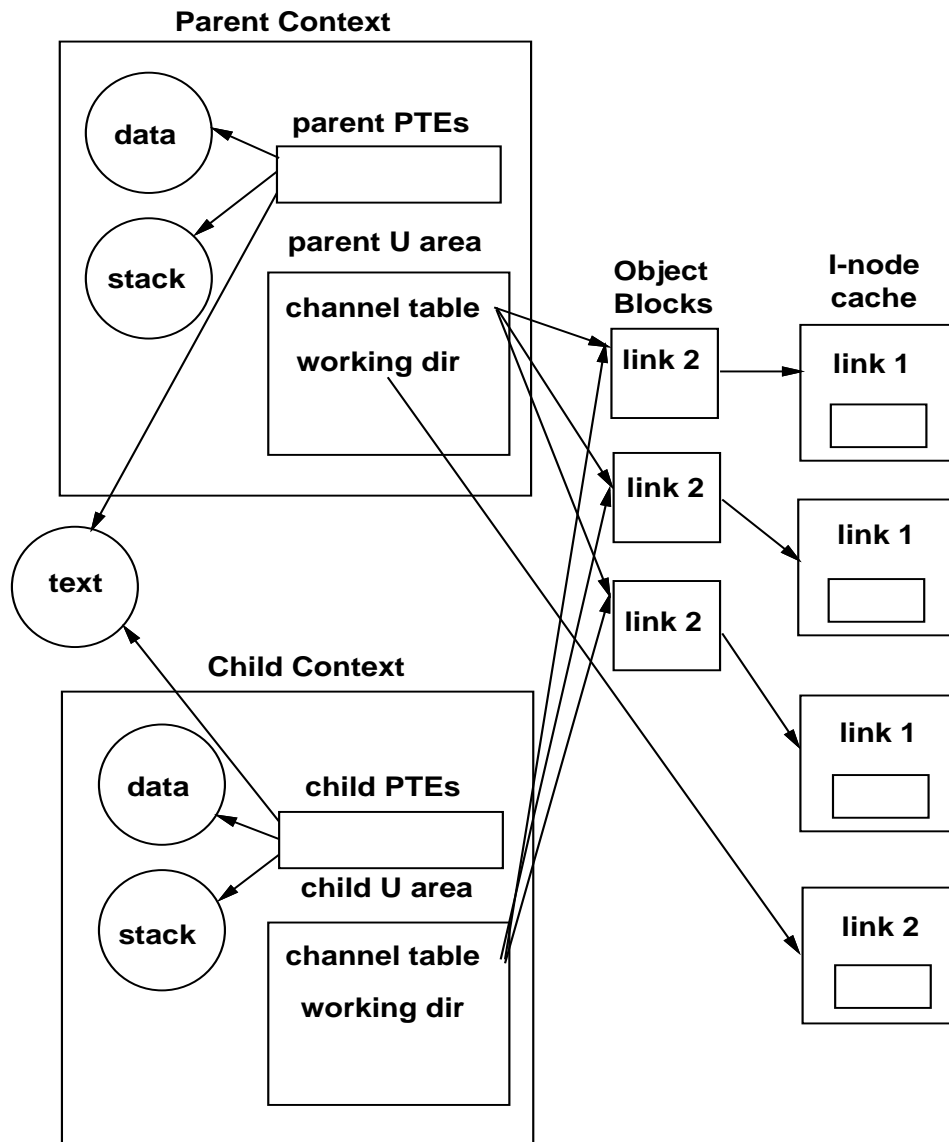 Parent Context
data
parent PTEs
stack
parent U area
channel table
working dir
Object
Blocks
link 2
link 2
link 2
I-node
cache
link 1
link 1
link 1
link 2
text
Child Context
data
child PTEs
stack
child U area
channel table
working dir